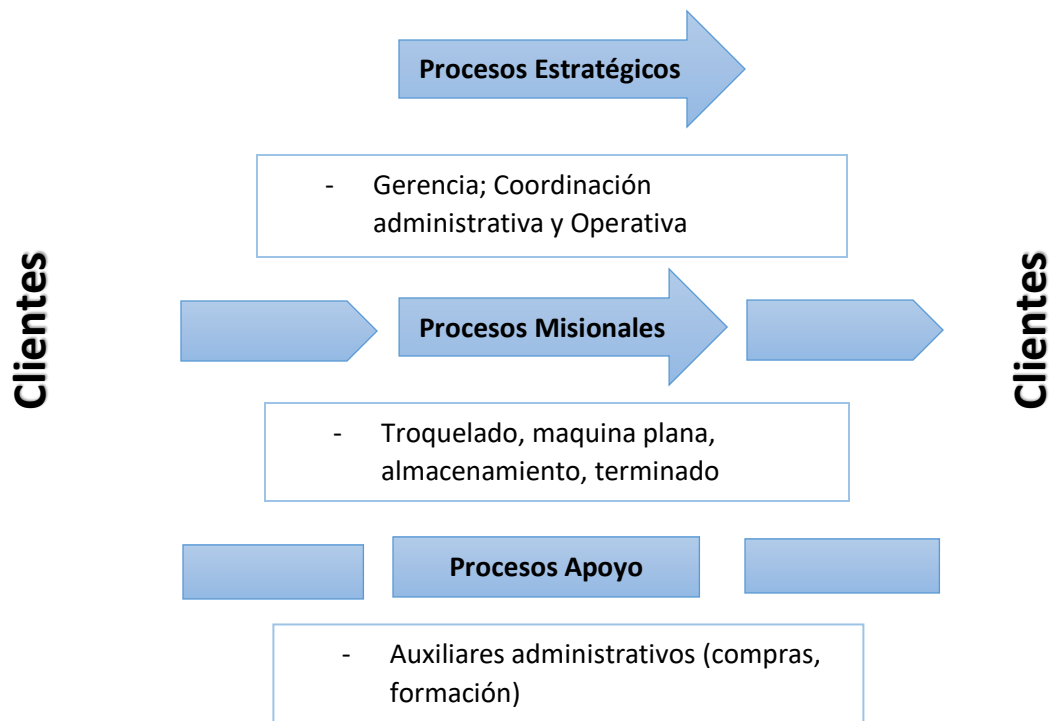 Procesos Estratégicos
- Gerencia; Coordinación
administrativa y Operativa
Clientes
Procesos Misionales
Clientes
- Troquelado, maquina plana,
almacenamiento, terminado
Procesos Apoyo
- Auxiliares administrativos (compras,
formación)